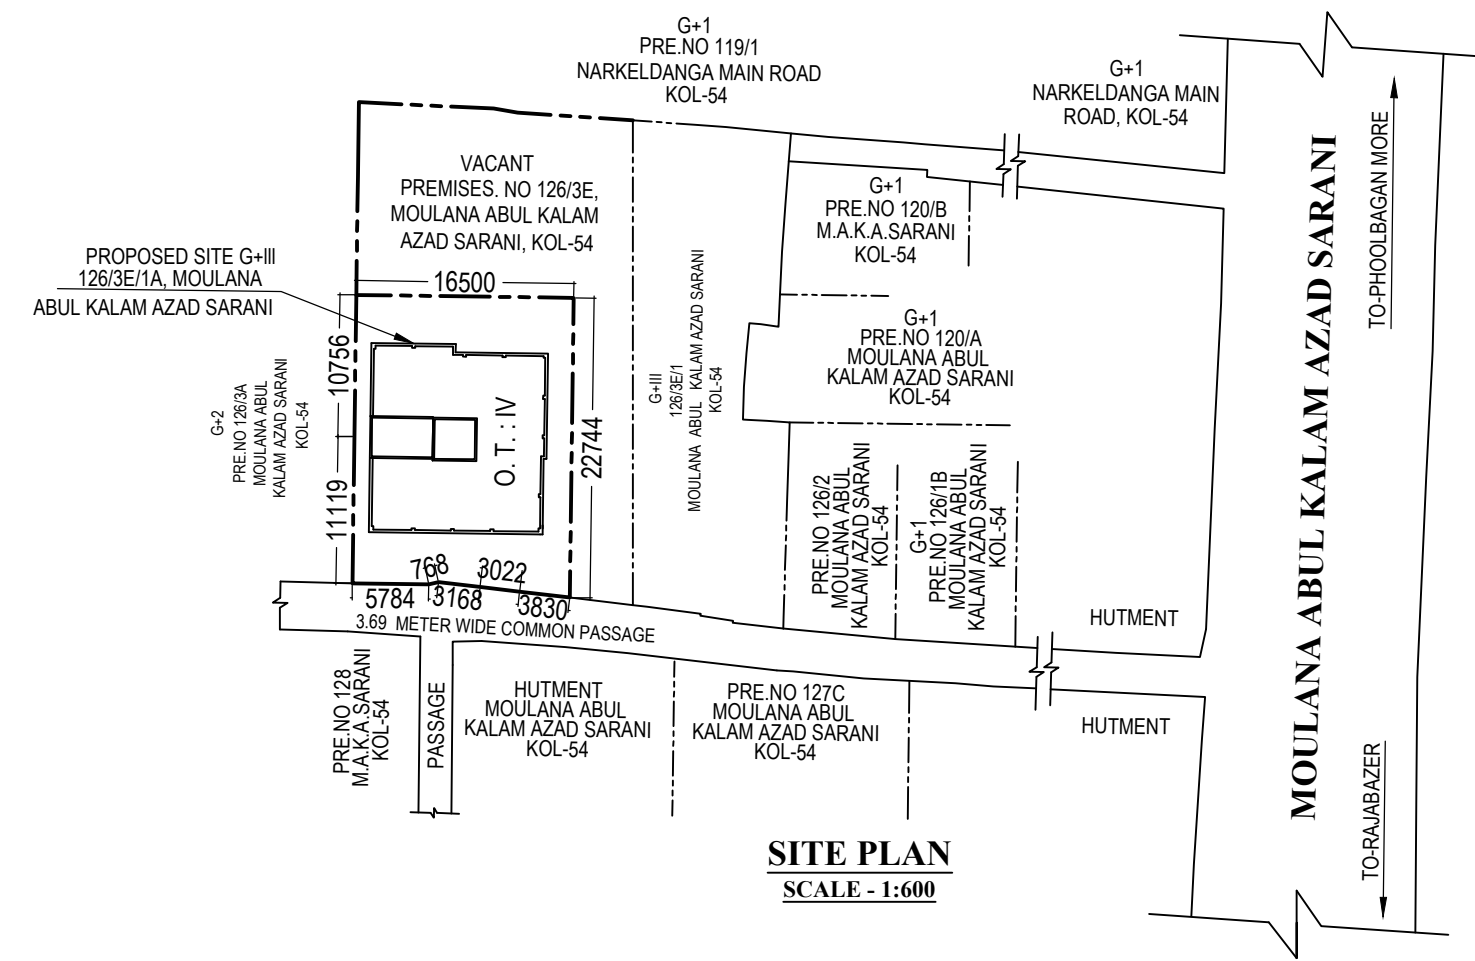 G+1
PRE.NO 119/1
NARKELDANGA MAIN ROAD
KOL-54
G+1
NARKELDANGA MAIN
ROAD, KOL-54
VACANT
PREMISES. NO 126/3E,
MOULANA ABUL KALAM
AZAD SARANI, KOL-54
G+1
PRE.NO 120/B
M.A.K.A.SARANI
KOL-54
PROPOSED SITE G+III
126/3E/1A, MOULANA
ABUL KALAM AZAD SARANI
16500
10756
11119
22744
O. T. : IV
G+2
PRE.NO 126/3A
MOULANA ABUL
KALAM AZAD SARANI
KOL-54
G+III
126/3E/1
MOULANA ABUL KALAM AZAD SARANI
KOL-54
G+1
PRE.NO 120/A
MOULANA ABUL
KALAM AZAD SARANI
KOL-54
PRE.NO 126/2
MOULANA ABUL
KALAM AZAD SARANI
KOL-54
G+1
PRE.NO 126/1B
MOULANA ABUL
KALAM AZAD SARANI
KOL-54
HUTMENT
768
3022
5784
3168
3830
3.69 METER WIDE COMMON PASSAGE
PRE.NO 128
M.A.K.A.SARANI
KOL-54
PASSAGE
HUTMENT
MOULANA ABUL
KALAM AZAD SARANI
KOL-54
PRE.NO 127C
MOULANA ABUL
KALAM AZAD SARANI
KOL-54
HUTMENT
MOULANA ABUL KALAM AZAD SARANI
TO-PHOOLBAGAN MORE
TO-RAJABAZER
SITE PLAN
SCALE - 1:600